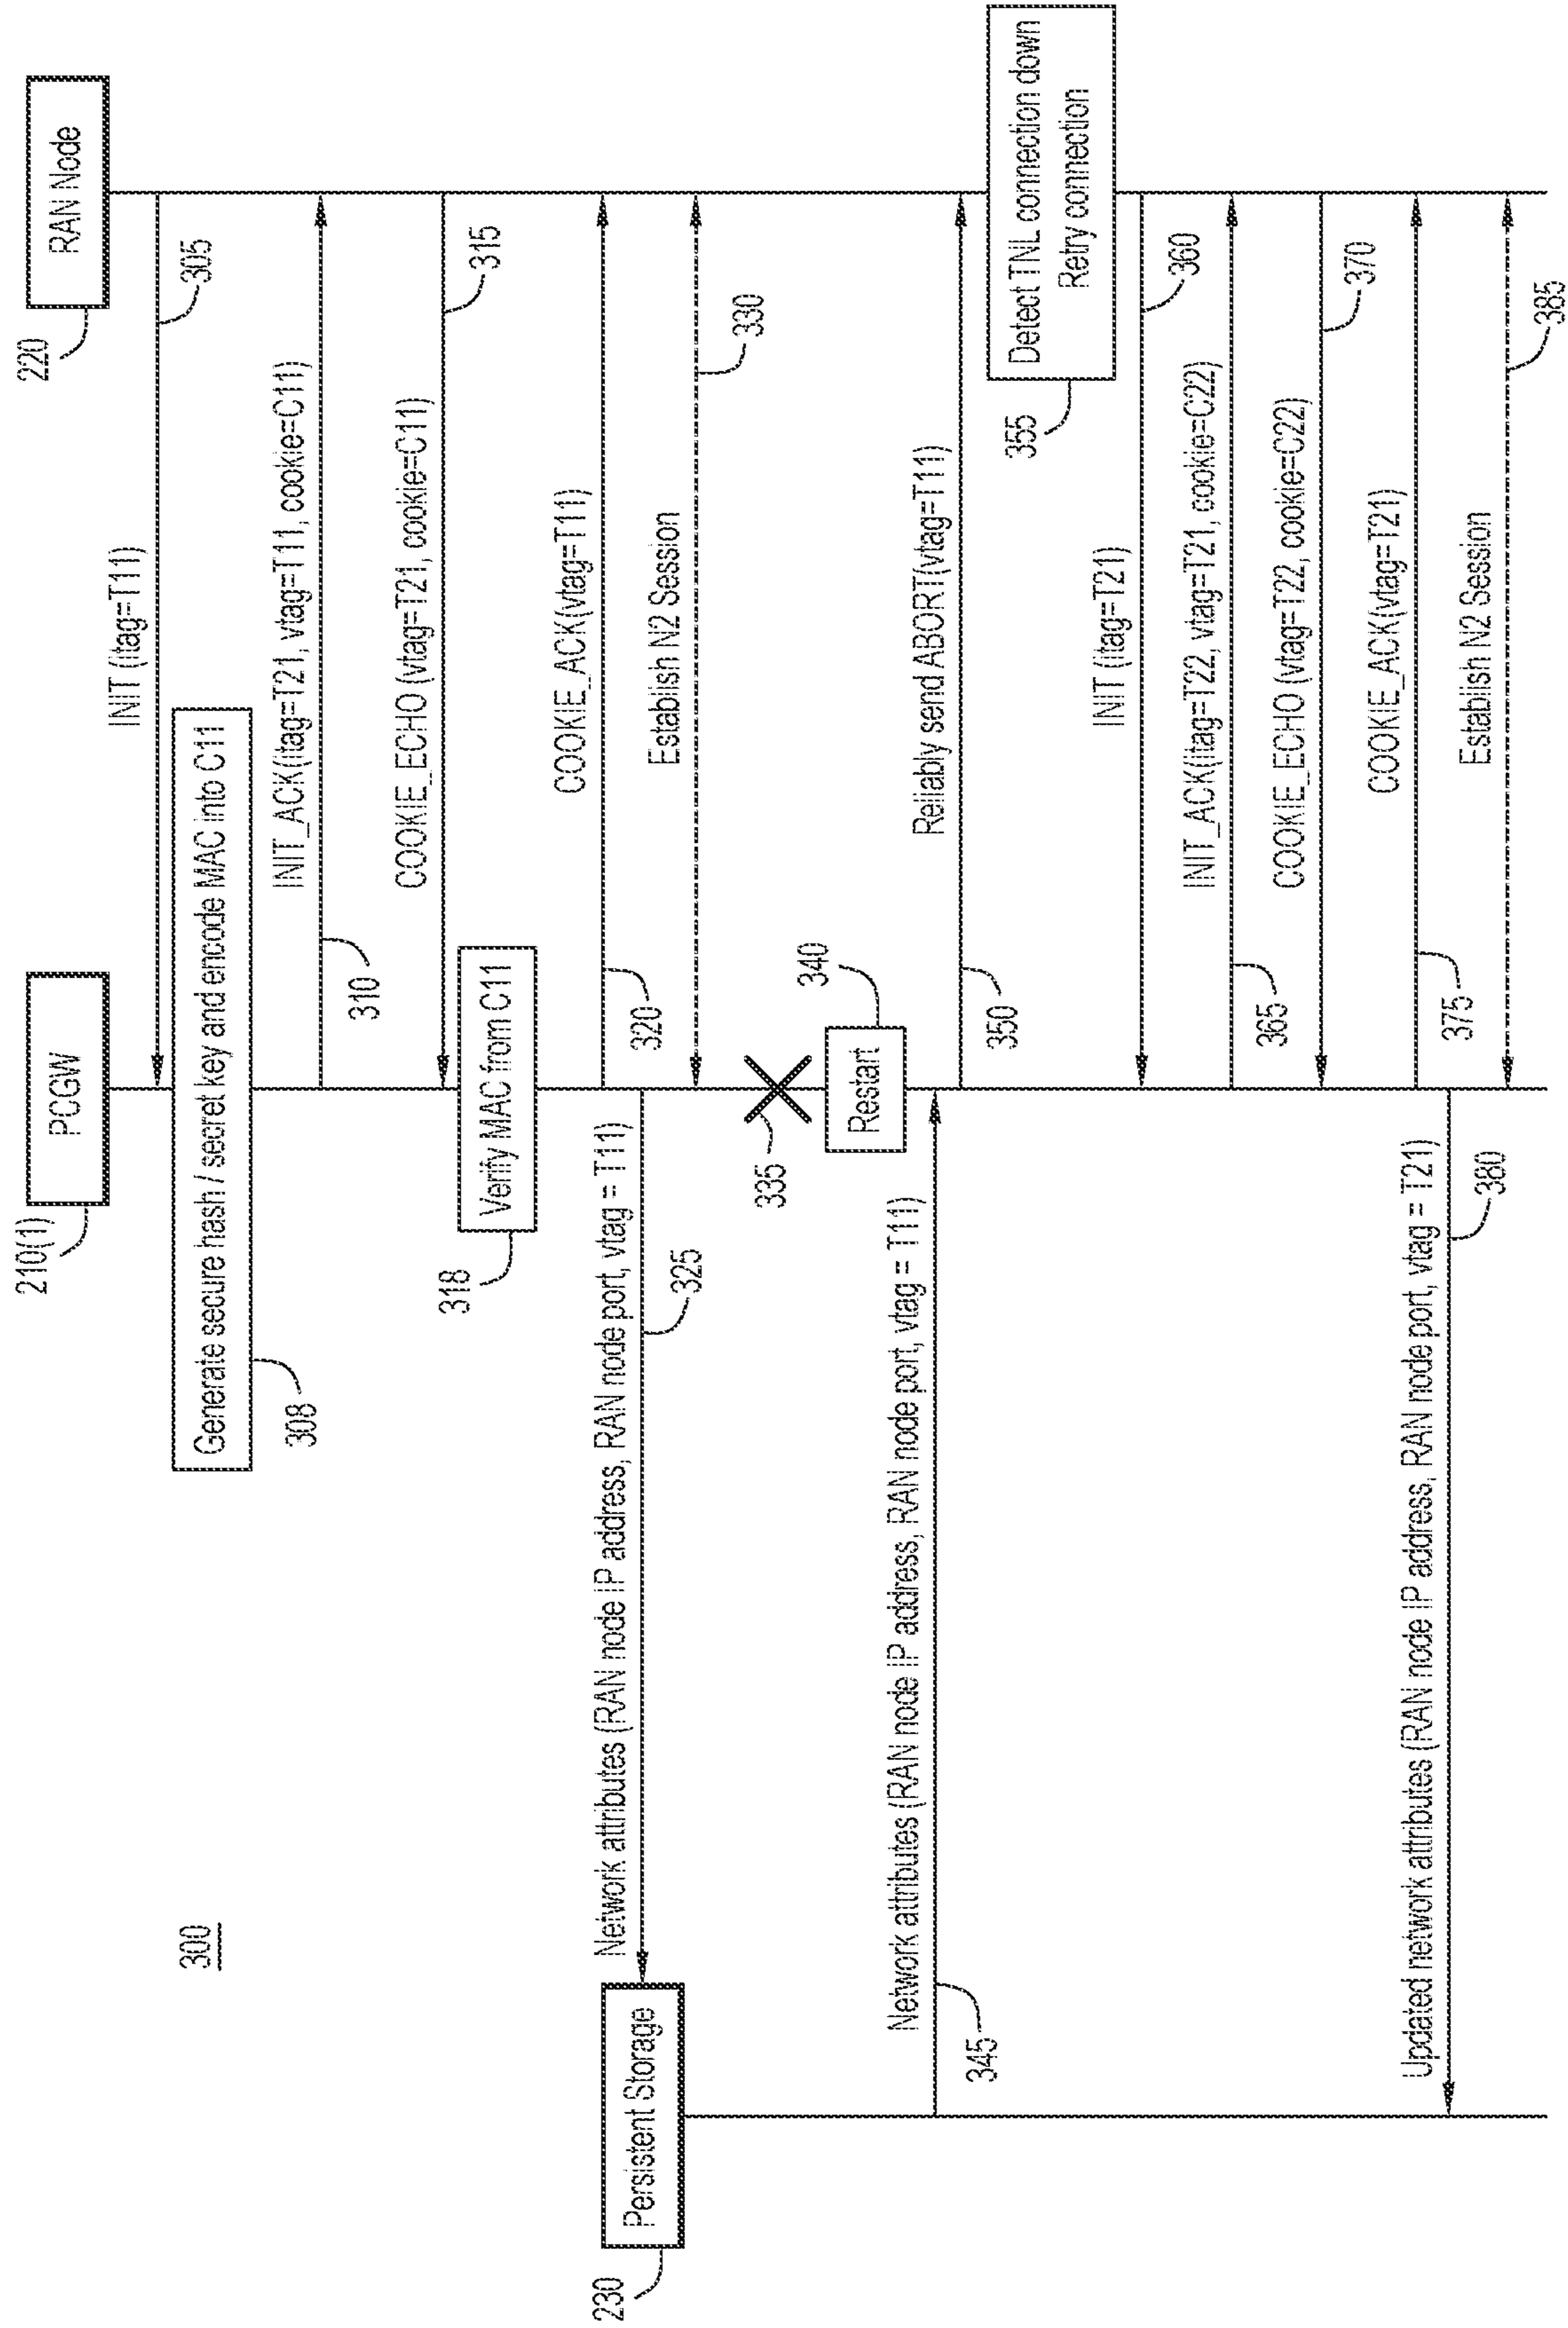 300
230
Persistent Storage
210(1)
PCGW
220
RAN Node
INIT (itag=T11)
305
Generate secure hash / secret key and encode MAC into C11
308
INIT_ACK(itag=T21, vtag=T11, cookie=C11)
310
COOKIE_ECHO (vtag=T21, cookie=C11)
315
Verify MAC from C11
318
COOKIE_ACK(vtag=T11)
320
Network attributes (RAN node IP address, RAN node port, vtag = T11)
325
Establish N2 Session
330
335
Restart
340
Network attributes (RAN node IP address, RAN node port, vtag = T11)
345
Reliably send ABORT(vtag=T11)
350
Detect TNL connection down
Retry connection
355
INIT (itag=T21)
360
INIT_ACK(itag=T22, vtag=T21, cookie=C22)
365
COOKIE_ECHO (vtag=T22, cookie=C22)
370
COOKIE_ACK(vtag=T21)
375
Updated network attributes (RAN node IP address, RAN node port, vtag = T21)
380
Establish N2 Session
385